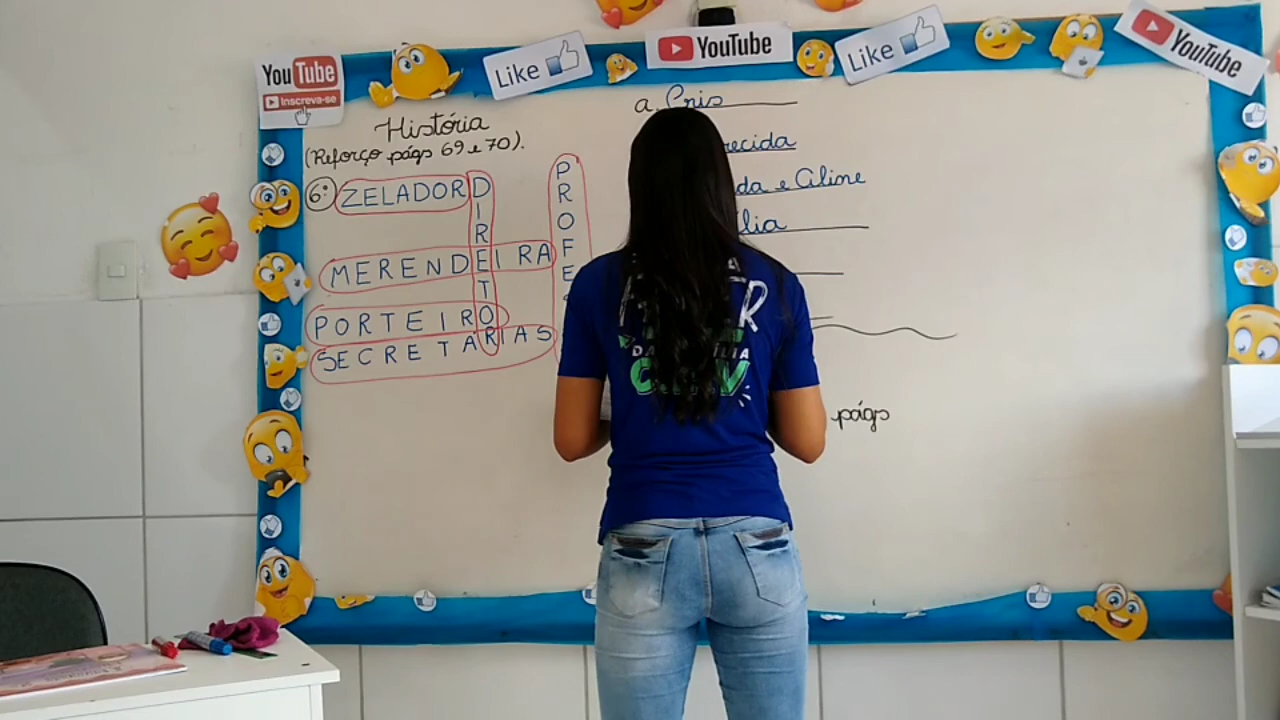 YouTube
Inscreva-se
Like
YouTube
Like
YouTube
História
(Reforço págs 69 e 70).
6º ZELADOR
DIRETOR
MERENDEIRA
PORTEIRO
SECRETARIAS
PROFE
a Cris
ecida
da e Aline
lia
DA
págs